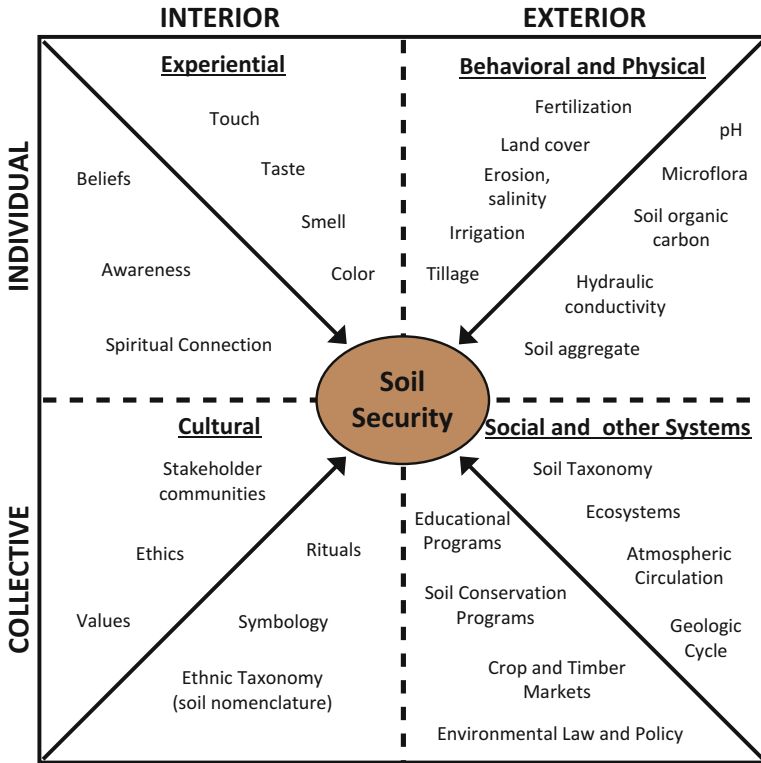 INTERIOR
EXTERIOR
INDIVIDUAL
Experiential
Touch
Taste
Beliefs
Smell
Color
Awareness
Spiritual Connection
Behavioral and Physical
Fertilization
pH
Land cover
Erosion,
salinity
Microflora
Soil organic
carbon
Irrigation
Tillage
Hydraulic
conductivity
Soil aggregate
Soil
Security
COLLECTIVE
Cultural
Stakeholder
communities
Ethics
Rituals
Values
Symbology
Ethnic Taxonomy
(soil nomenclature)
Social and other Systems
Soil Taxonomy
Ecosystems
Educational
Programs
Atmospheric
Circulation
Soil Conservation
Programs
Geologic
Cycle
Crop and Timber
Markets
Environmental Law and Policy